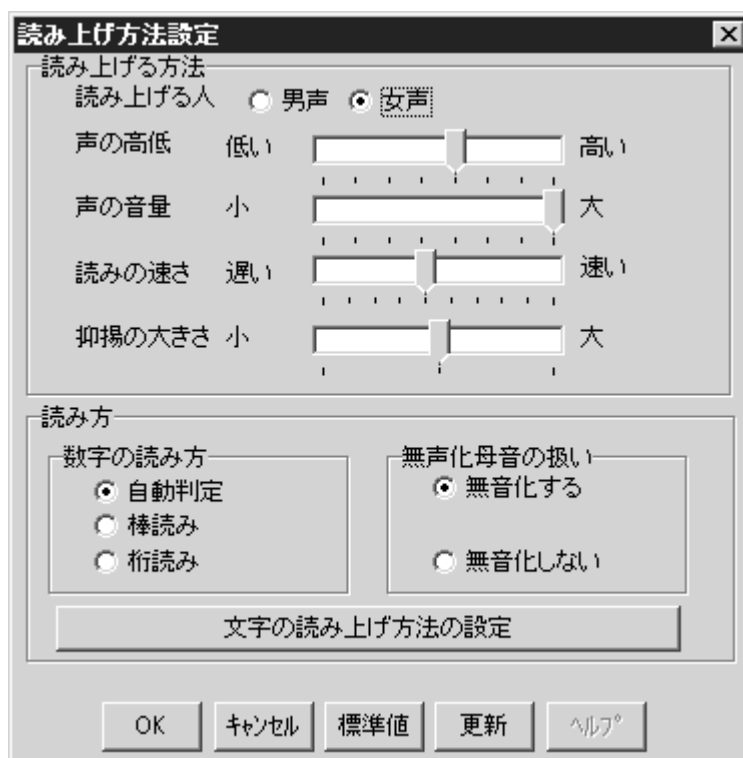 読み上げ方法設定
読み上げる方法
読み上げる人 男声 女声
声の高低 低い 高い
声の音量 小 大
読みの速さ 遅い 速い
抑揚の大きさ 小 大
読み方
数字の読み方 無声化母音の扱い
自動判定 無音化する
棒読み
桁読み 無音化しない
文字の読み上げ方法の設定
OK キャンセル 標準値 更新 ヘルプ